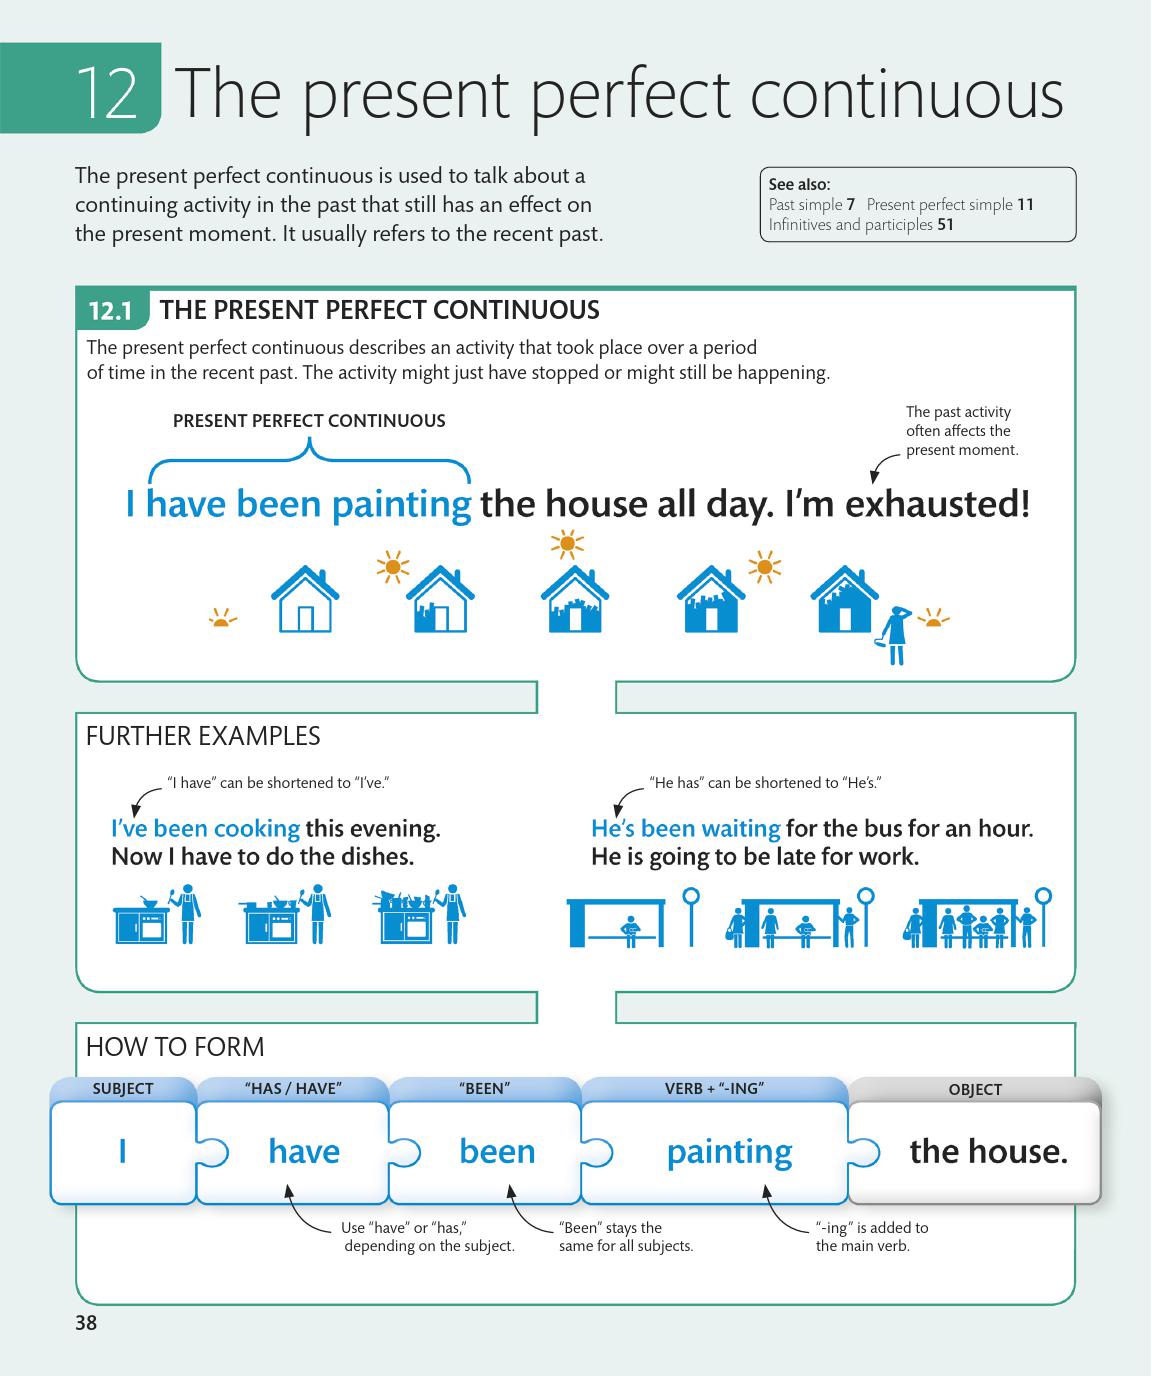 12 The present perfect continuous
The present perfect continuous is used to talk about a
continuing activity in the past that still has an effect on
the present moment. It usually refers to the recent past.
See also:
Past simple 7 Present perfect simple 11
Infinitives and participles 51
12.1 THE PRESENT PERFECT CONTINUOUS
The present perfect continuous describes an activity that took place over a period
of time in the recent past. The activity might just have stopped or might still be happening.
PRESENT PERFECT CONTINUOUS
The past activity
often affects the
present moment.
I have been painting the house all day. I’m exhausted!
FURTHER EXAMPLES
“I have” can be shortened to “I’ve.”
I’ve been cooking this evening.
Now I have to do the dishes.
“He has” can be shortened to “He’s.”
He’s been waiting for the bus for an hour.
He is going to be late for work.
HOW TO FORM
SUBJECT “HAS / HAVE” “BEEN” VERB + “-ING” OBJECT
I have been painting the house.
Use “have” or “has,”
depending on the subject.
“Been” stays the
same for all subjects.
“-ing” is added to
the main verb.
38